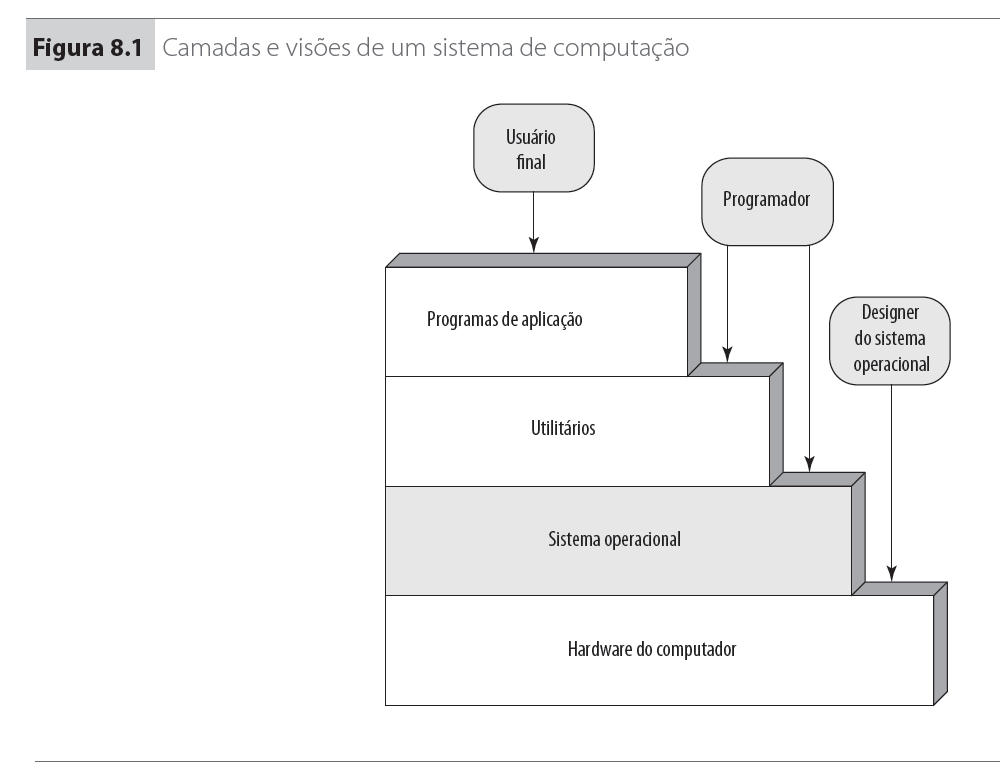 Figura 8.1 Camadas e visões de um sistema de computação
Usuário
final
Programador
Designer
do sistema
operacional
Programas de aplicação
Utilitários
Sistema operacional
Hardware do computador